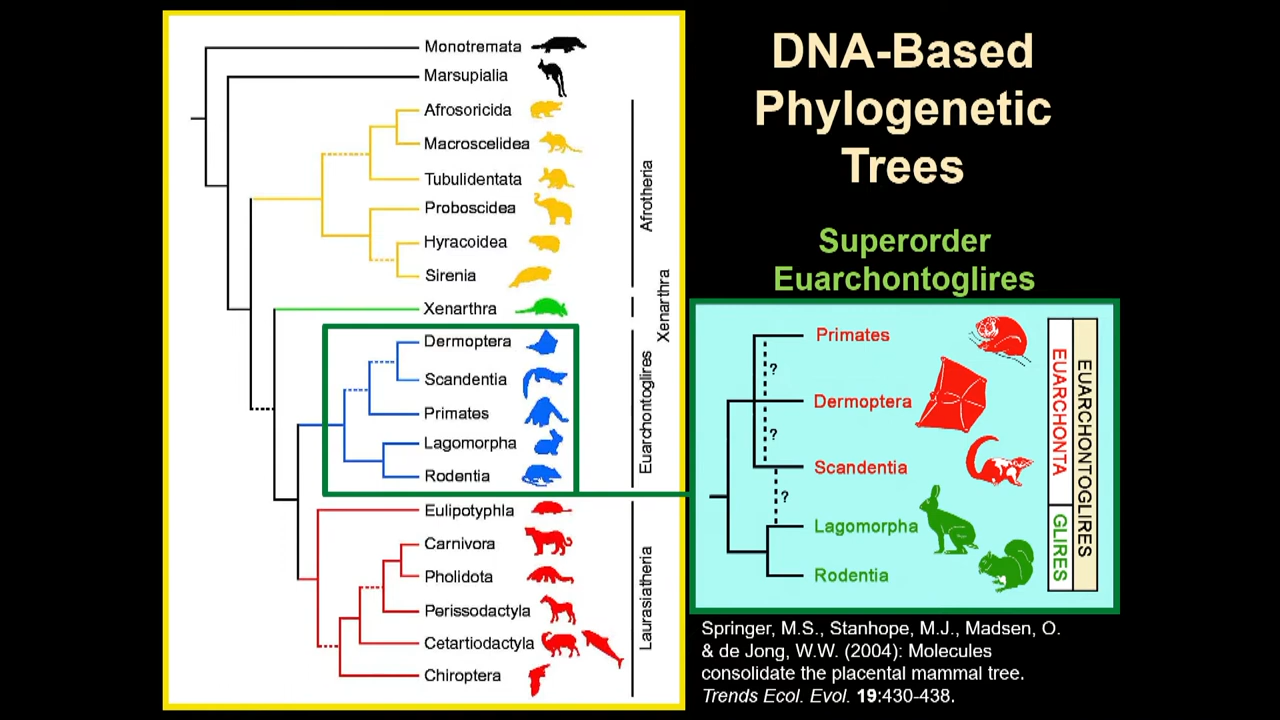 DNA-Based
Phylogenetic
Trees
Superorder
Euarchontoglires
Monotremata
Marsupialia
Afrosoricida
Macroscelidea
Tubulidentata
Proboscidea
Hyracoidea
Sirenia
Xenarthra
Dermoptera
Scandentia
Primates
Lagomorpha
Rodentia
Eulipotyphla
Carnivora
Pholidota
Perissodactyla
Cetartiodactyla
Chiroptera
Afrotheria
Xenarthra
Euarchontoglires
Laurasiatheria
Primates
?
Dermoptera
?
Scandentia
?
Lagomorpha
Rodentia
EUARCHONTA
GLIRES
EUARCHONTOGLIRES
Springer, M.S., Stanhope, M.J., Madsen, O.
& de Jong, W.W. (2004): Molecules
consolidate the placental mammal tree.
Trends Ecol. Evol. 19:430-438.